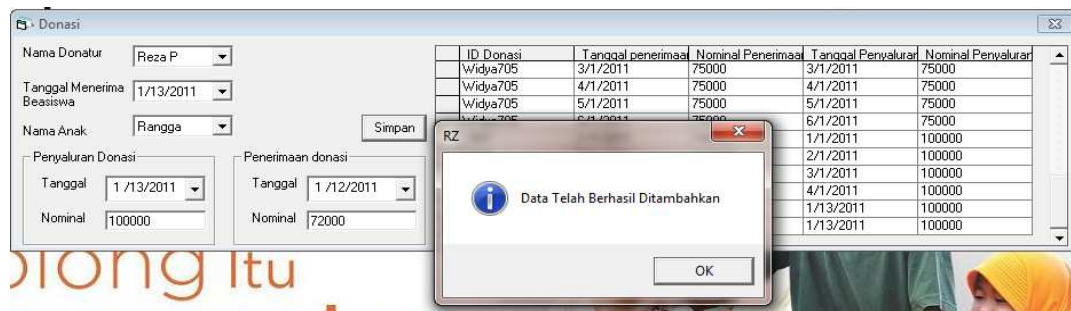 Donasi
Nama Donatur Reza P
Tanggal Menerima Beasiswa 1/13/2011
Nama Anak Rangga
Simpan
Penyaluran Donasi
Tanggal 1 /13/2011
Nominal 100000
Penerimaan donasi
Tanggal 1 /12/2011
Nominal 72000
ID Donasi Tanggal penerimaa Nominal Penerimaa Tanggal Penyalurar Nominal Penyalurar
Widya705 3/1/2011 75000 3/1/2011 75000
Widya705 4/1/2011 75000 4/1/2011 75000
Widya705 5/1/2011 75000 5/1/2011 75000
6/1/2011 75000
1/1/2011 100000
2/1/2011 100000
3/1/2011 100000
4/1/2011 100000
1/13/2011 100000
1/13/2011 100000
RZ
Data Telah Berhasil Ditambahkan
OK
olong Itu